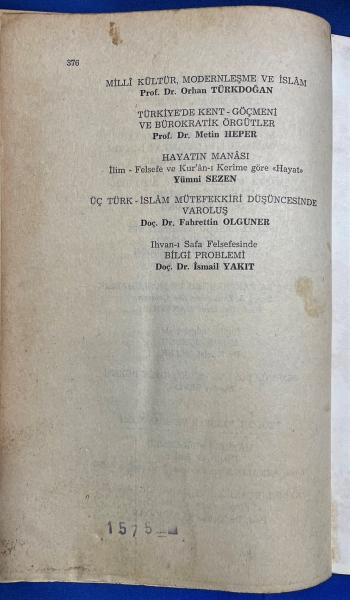 376
MİLLÎ KÜLTÜR, MODERNLEŞME VE İSLÂM
Prof. Dr. Orhan TÜRKDOĞAN
TÜRKİYE'DE KENT - GÖÇMENİ
VE BÜROKRATİK ÖRGÜTLER
Prof. Dr. Metin HEPER
HAYATIN MANÂSI
İlim - Felsefe ve Kur'ân-ı Kerîme göre «Hayat»
Yümni SEZEN
ÜÇ TÜRK - İSLÂM MÜTEFEKKİRİ DÜŞÜNCESİNDE
VAROLUŞ
Doç. Dr. Fahrettin OLGUNER
Ihvan-ı Safa Felsefesinde
BİLGİ PROBLEMİ
Doç. Dr. İsmail YAKIT
1575